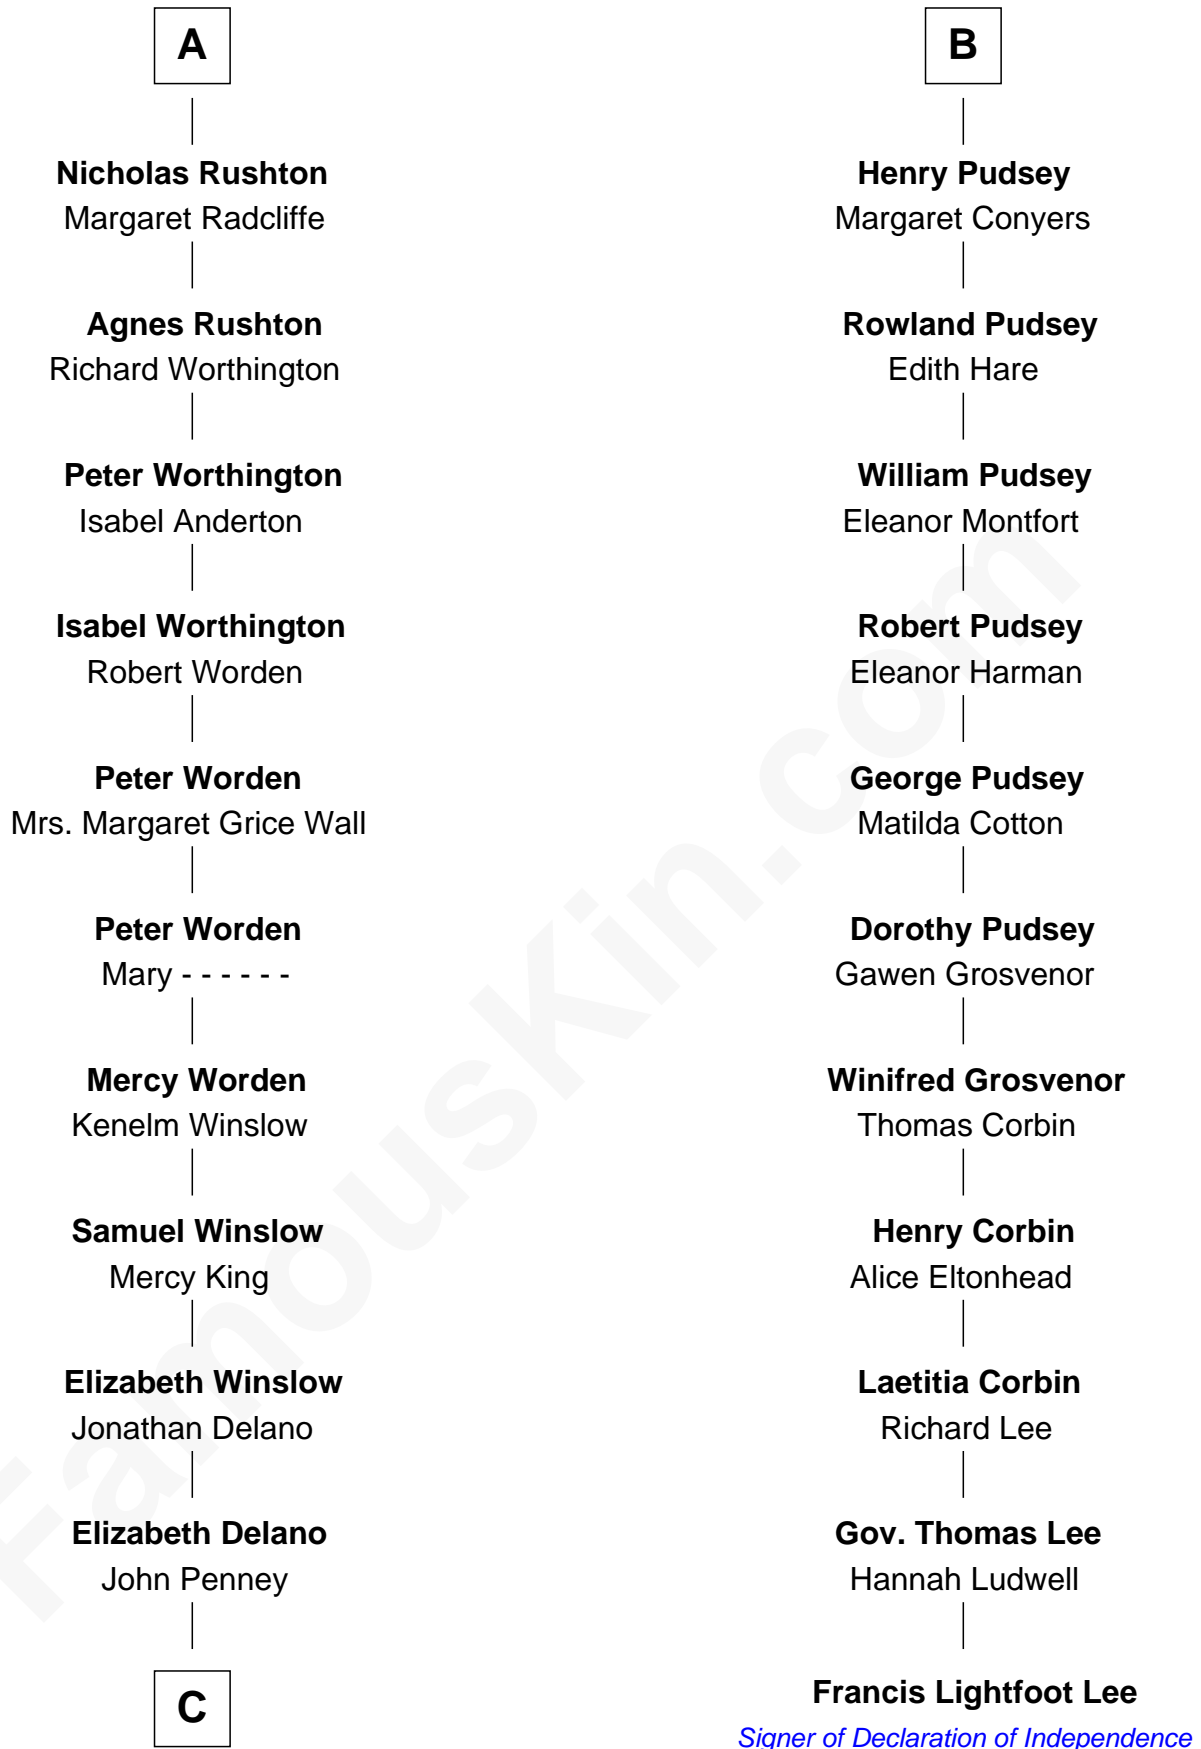 A
Nicholas Rushton
Margaret Radcliffe
Agnes Rushton
Richard Worthington
Peter Worthington
Isabel Anderton
Isabel Worthington
Robert Worden
Peter Worden
Mrs. Margaret Grice Wall
Peter Worden
Mary - - - - - -
Mercy Worden
Kenelm Winslow
Samuel Winslow
Mercy King
Elizabeth Winslow
Jonathan Delano
Elizabeth Delano
John Penney
C
B
Henry Pudsey
Margaret Conyers
Rowland Pudsey
Edith Hare
William Pudsey
Eleanor Montfort
Robert Pudsey
Eleanor Harman
George Pudsey
Matilda Cotton
Dorothy Pudsey
Gawen Grosvenor
Winifred Grosvenor
Thomas Corbin
Henry Corbin
Alice Eltonhead
Laetitia Corbin
Richard Lee
Gov. Thomas Lee
Hannah Ludwell
Francis Lightfoot Lee
Signer of Declaration of Independence
FamousKin.com